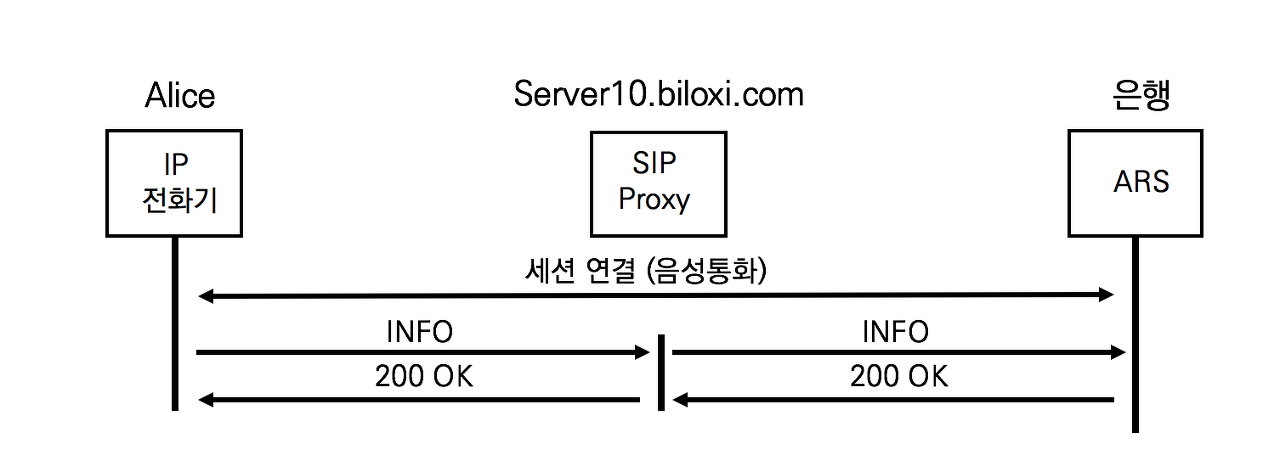 Alice
Server10.biloxi.com
은행
IP
전화기
SIP
Proxy
ARS
세션 연결 (음성통화)
INFO
INFO
200 OK
200 OK